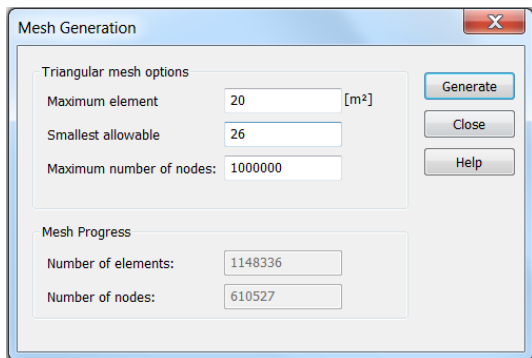 Mesh Generation
X
Triangular mesh options
Maximum element 20 [m²]
Generate
Smallest allowable 26
Close
Maximum number of nodes: 1000000
Help
Mesh Progress
Number of elements: 1148336
Number of nodes: 610527